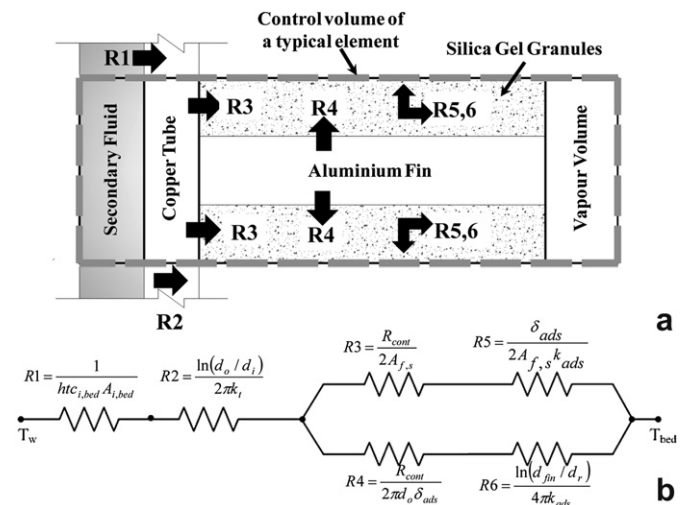 Control volume of
a typical element
Silica Gel Granules
R1
R3
R4
R5,6
Secondary Fluid
Copper Tube
Aluminium Fin
Vapour Volume
R3
R4
R5,6
R2
a
R1 = 1 / htc_{i,bed} A_{i,bed}
R2 = ln(d_o / d_i) / 2πk_t
R3 = R_{cont} / 2A_{f,s}
R5 = δ_{ads} / 2A_{f,s} k_{ads}
T_w
T_{bed}
R4 = R_{cont} / 2πd_o δ_{ads}
R6 = ln(d_{fin} / d_r) / 4πk_{ads}
b